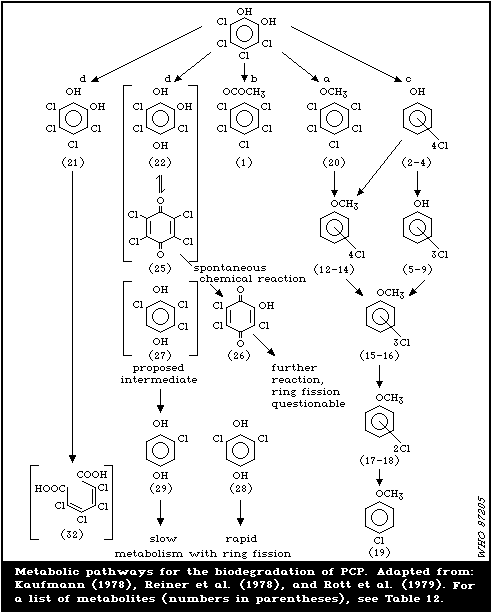 OH
Cl OH
Cl Cl
Cl
d d b a c
OH
Cl OH
Cl Cl
Cl
(21)
OH
Cl OH
Cl Cl
OH
(22)
OCOCH3
Cl Cl
Cl Cl
Cl
(1)
OCH3
Cl Cl
Cl Cl
Cl
(20)
OH
4Cl
(2-4)
O
Cl Cl
Cl Cl
O
(25)
OCH3
4Cl
(12-14)
OH
3Cl
(5-9)
spontaneous
chemical reaction
OH
Cl
Cl Cl
OH
(27)
proposed
intermediate
O
Cl OH
Cl
O
(26)
further
reaction,
ring fission
questionable
OCH3
3Cl
(15-16)
OCH3
2Cl
(17-18)
OH
Cl
OH
(29)
OH
Cl
OH
(28)
COOH
HOOC Cl
Cl Cl
Cl
(32)
OCH3
Cl
(19)
slow rapid
metabolism with ring fission
WHO 87205
Metabolic pathways for the biodegradation of PCP. Adapted from:
Kaufmann (1978), Reiner et al. (1978), and Rott et al. (1979). For
a list of metabolites (numbers in parentheses), see Table 12.